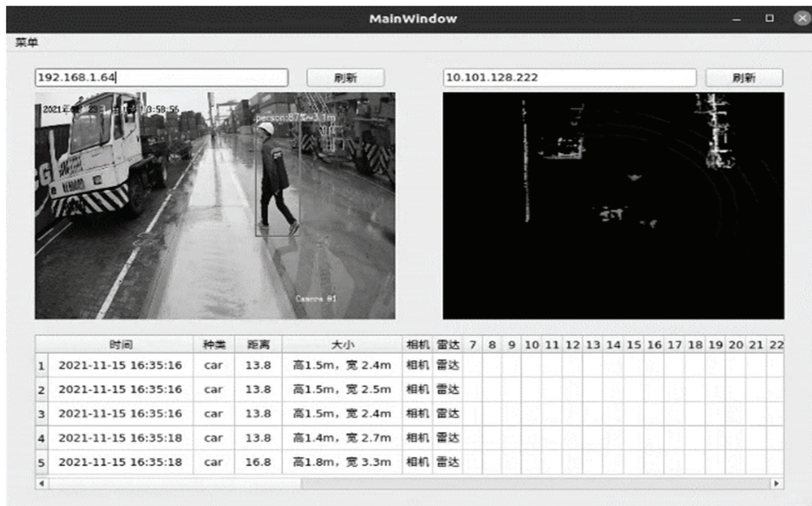 MainWindow
菜单
192.168.1.64 刷新 10.101.128.222 刷新
person:87%~3.1m
Camera 01
时间 种类 距离 大小 相机 雷达 7 8 9 10 11 12 13 14 15 16 17 18 19 20 21 22
1 2021-11-15 16:35:16 car 13.8 高1.5m，宽 2.4m 相机 雷达
2 2021-11-15 16:35:16 car 13.8 高1.5m，宽 2.5m 相机 雷达
3 2021-11-15 16:35:16 car 13.8 高1.5m，宽 2.4m 相机 雷达
4 2021-11-15 16:35:18 car 13.8 高1.4m，宽 2.7m 相机 雷达
5 2021-11-15 16:35:18 car 16.8 高1.8m，宽 3.3m 相机 雷达